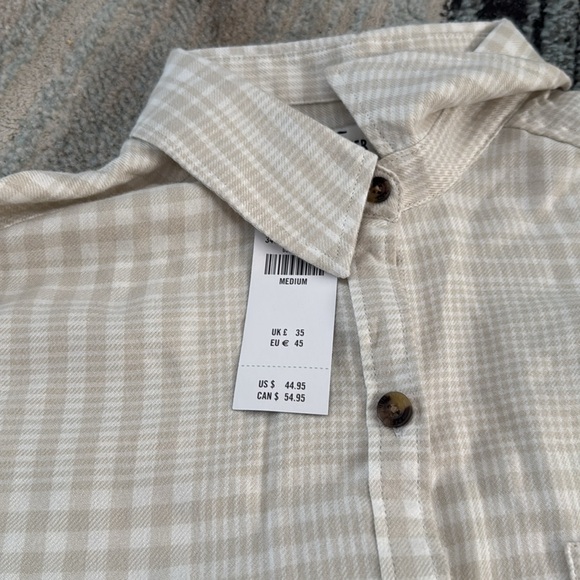 MEDIUM
UK £ 35
EU € 45
US $ 44.95
CAN $ 54.95